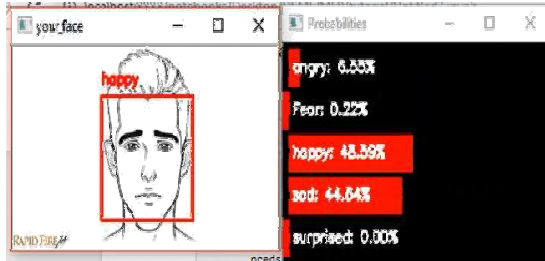 your_face
happy
RAPID FIRE
Probabilities
angry: 6.55%
Fear: 0.22%
happy: 48.59%
sad: 44.64%
surprised: 0.00%